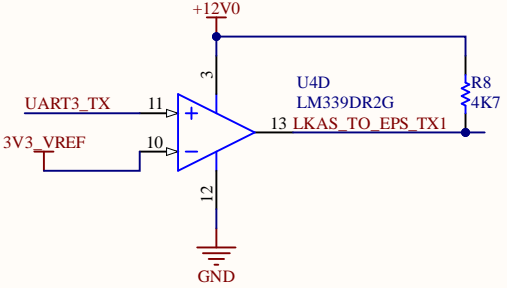 +12V0
3
U4D
LM339DR2G
R8
4K7
UART3_TX
11
+
13
LKAS_TO_EPS_TX1
3V3_VREF
10
−
12
GND